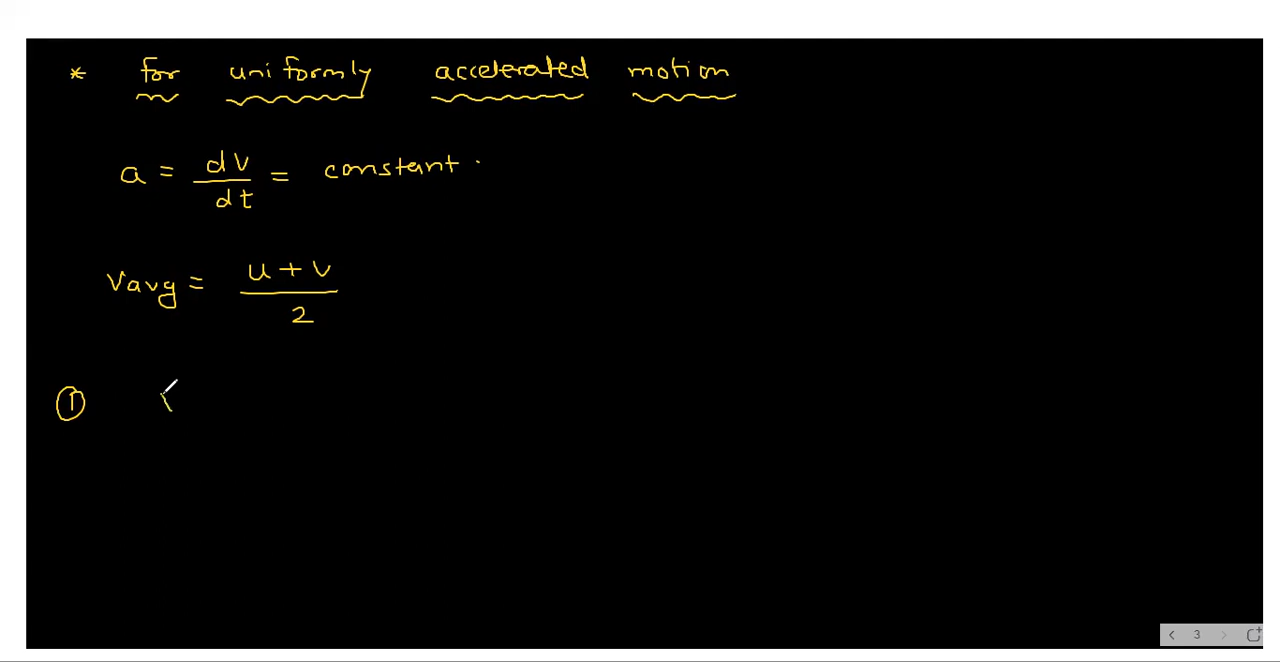 * for uniformly accelerated motion
a = dv/dt = constant.
Vavg = u + v / 2
①
3